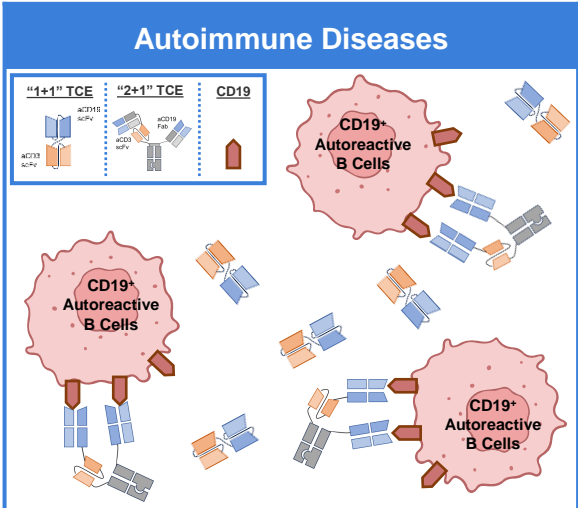 Autoimmune Diseases
“1+1” TCE
“2+1” TCE
CD19
aCD19
scFv
aCD3
scFv
aCD19
Fab
aCD3
scFv
CD19+
Autoreactive
B Cells
CD19+
Autoreactive
B Cells
CD19+
Autoreactive
B Cells